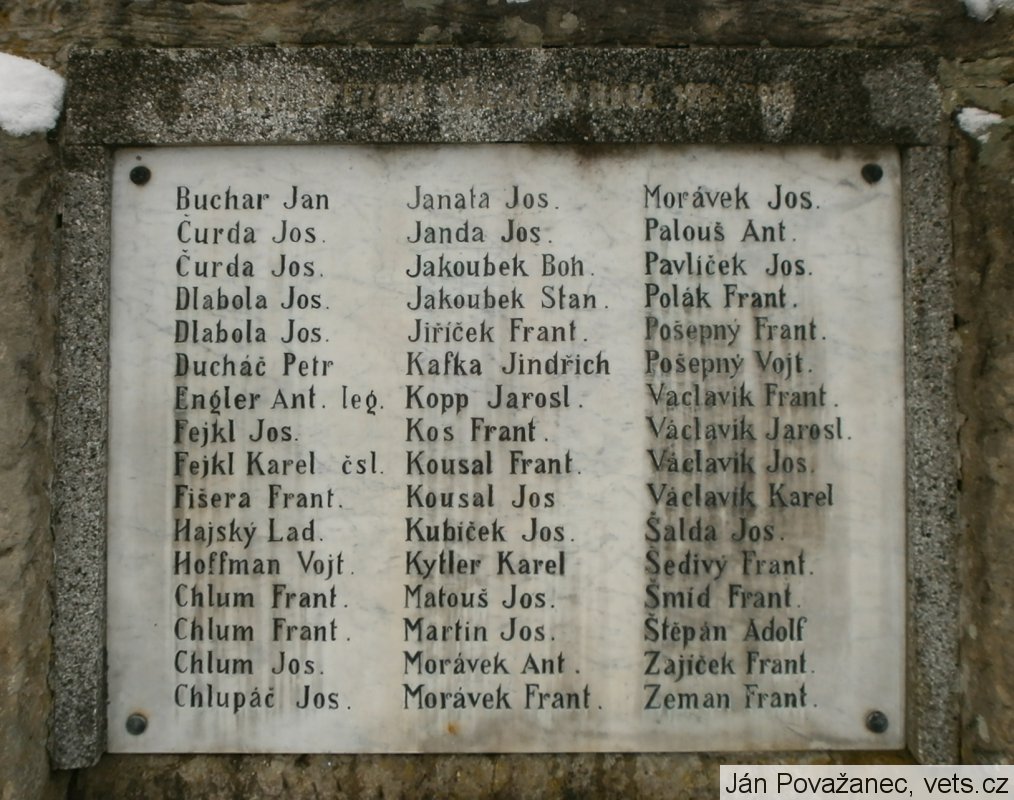 Buchar Jan
Čurda Jos.
Čurda Jos.
Dlabola Jos.
Dlabola Jos.
Ducháč Petr
Engler Ant. leg.
Fejkl Jos.
Fejkl Karel čsl.
Fišera Frant.
Hajský Lad.
Hoffman Vojt.
Chlum Frant.
Chlum Frant.
Chlum Jos.
Chlupáč Jos.
Janata Jos.
Janda Jos.
Jakoubek Boh.
Jakoubek Stan.
Jiříček Frant.
Kafka Jindřich
Kopp Jarosl.
Kos Frant.
Kousal Frant.
Kousal Jos
Kubíček Jos.
Kytler Karel
Matouš Jos.
Martin Jos.
Morávek Ant.
Morávek Frant.
Morávek Jos.
Palouš Ant.
Pavlíček Jos.
Polák Frant.
Pošepný Frant.
Pošepný Vojt.
Václavík Frant.
Václavík Jarosl.
Václavík Jos.
Václavík Karel
Šalda Jos.
Šedivý Frant.
Šmíd Frant.
Štěpán Adolf
Zajíček Frant.
Zeman Frant.
Ján Považanec, vets.cz